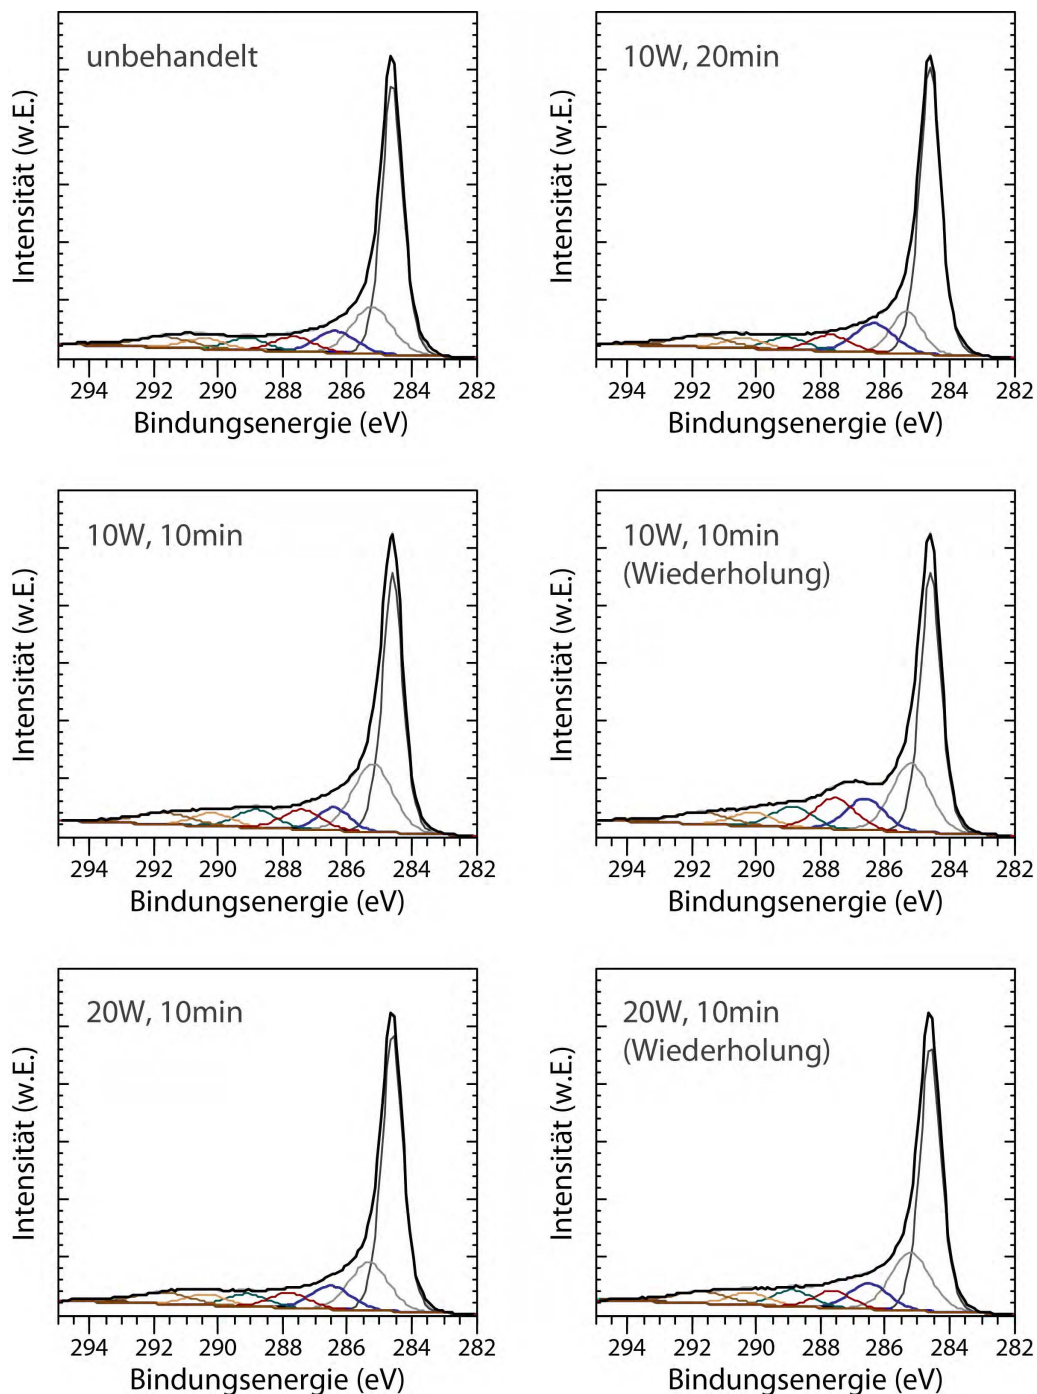 unbehandelt
Intensität (w.E.)
294 292 290 288 286 284 282
Bindungsenergie (eV)
10W, 20min
Intensität (w.E.)
294 292 290 288 286 284 282
Bindungsenergie (eV)
10W, 10min
Intensität (w.E.)
294 292 290 288 286 284 282
Bindungsenergie (eV)
10W, 10min
(Wiederholung)
Intensität (w.E.)
294 292 290 288 286 284 282
Bindungsenergie (eV)
20W, 10min
Intensität (w.E.)
294 292 290 288 286 284 282
Bindungsenergie (eV)
20W, 10min
(Wiederholung)
Intensität (w.E.)
294 292 290 288 286 284 282
Bindungsenergie (eV)